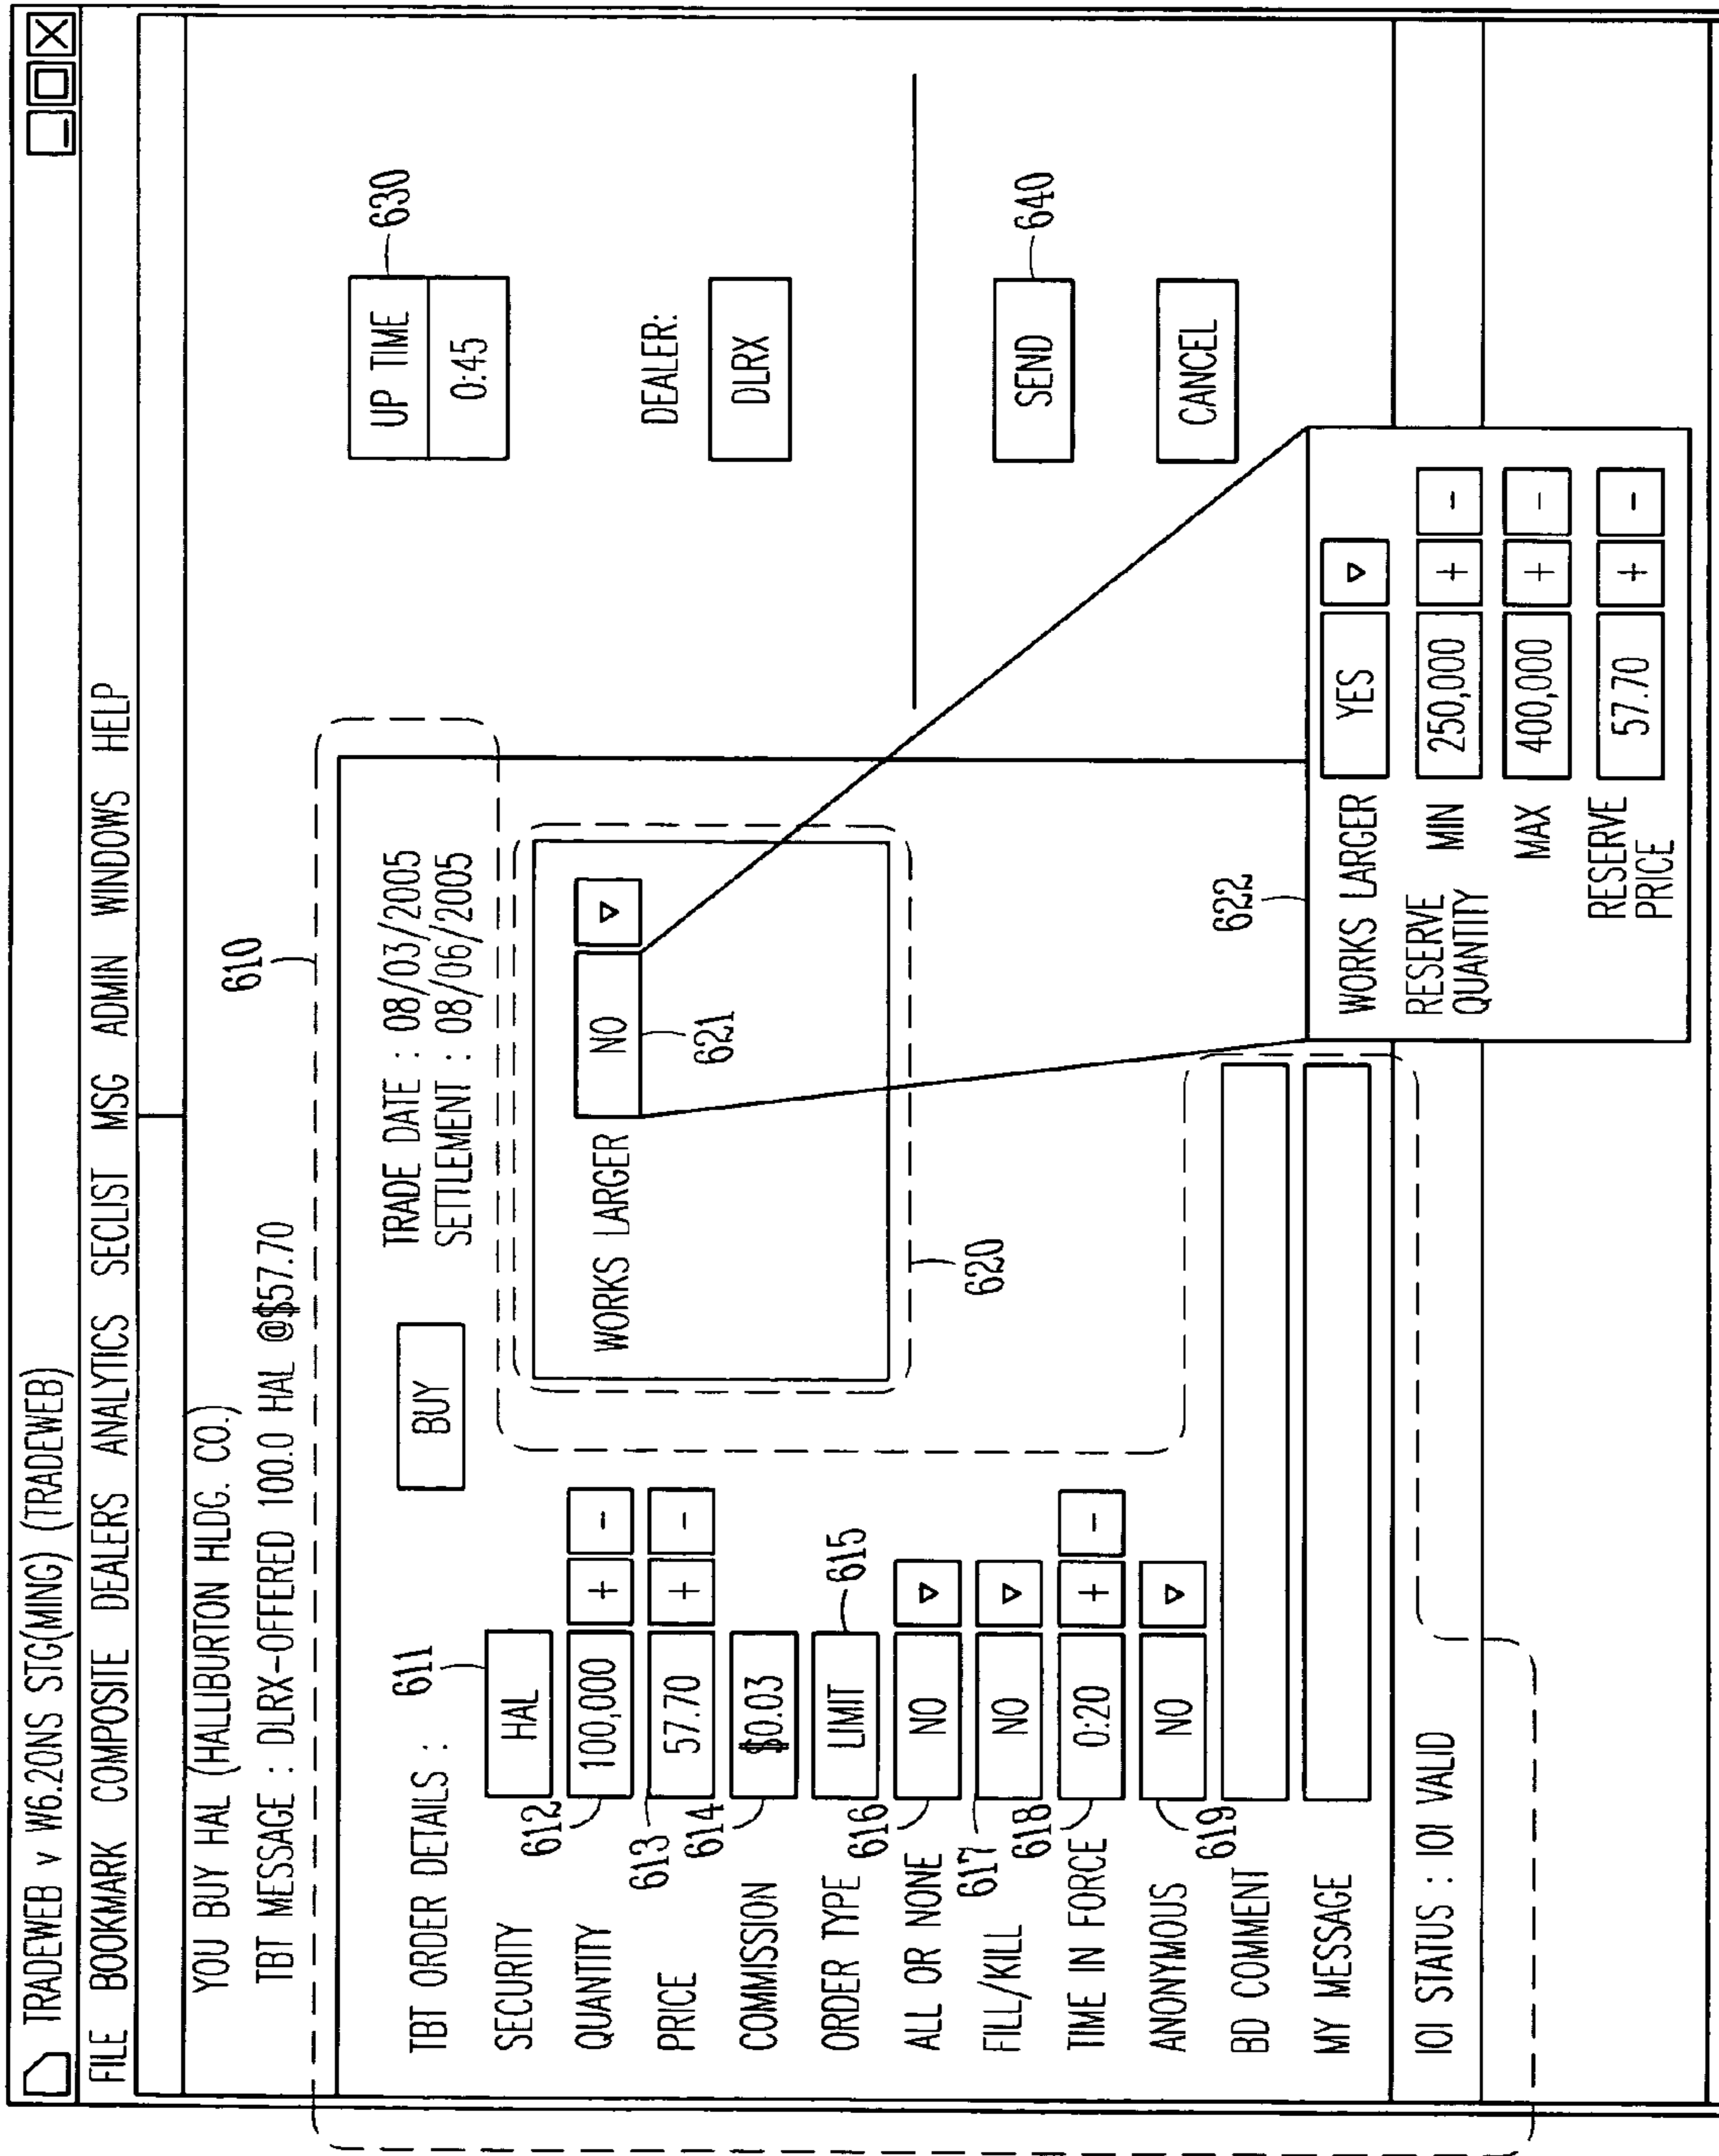 TRADEWEB v W6.20NS STG(MING) (TRADEWEB)
FILE BOOKMARK COMPOSITE DEALERS ANALYTICS SECLIST MSG ADMIN WINDOWS HELP
YOU BUY HAL (HALLIBURTON HLDG. CO.)
TBT MESSAGE : DLRX-OFFERED 100.0 HAL @$57.70
610
TBT ORDER DETAILS :
611
BUY
TRADE DATE : 08/03/2005
SETTLEMENT : 08/06/2005
SECURITY HAL
QUANTITY 612 100,000 + -
PRICE 613 57.70 + -
COMMISSION 614 $0.03
ORDER TYPE LIMIT 615
ALL OR NONE 616 NO
FILL/KILL 617 NO
TIME IN FORCE 618 0:20 + -
ANONYMOUS 619 NO
BD COMMENT
MY MESSAGE
WORKS LARGER NO
621
620
UP TIME 630
0:45
DEALER:
DLRX
SEND 640
CANCEL
622
WORKS LARGER YES
RESERVE QUANTITY
MIN 250,000 + -
MAX 400,000 + -
RESERVE PRICE
57.70 + -
IOI STATUS : IOI VALID